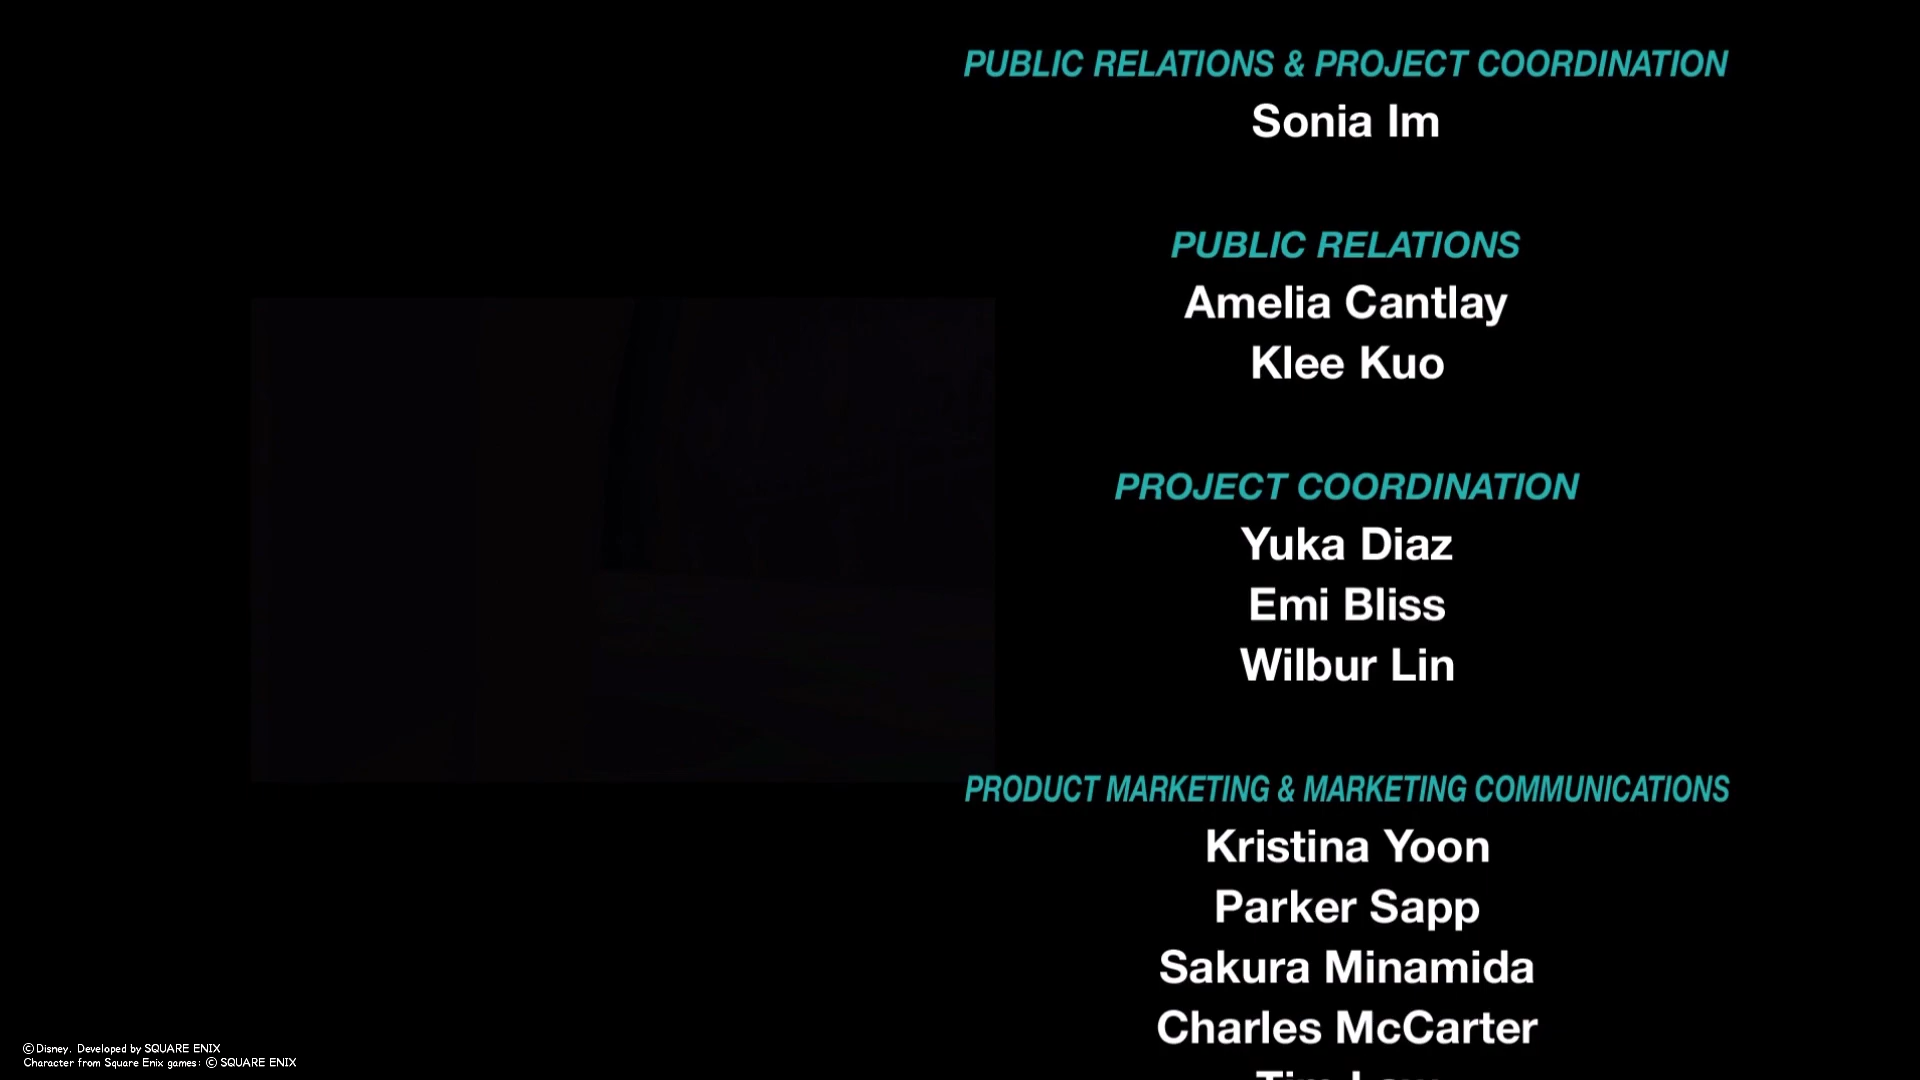 PUBLIC RELATIONS & PROJECT COORDINATION
Sonia Im
PUBLIC RELATIONS
Amelia Cantlay
Klee Kuo
PROJECT COORDINATION
Yuka Diaz
Emi Bliss
Wilbur Lin
PRODUCT MARKETING & MARKETING COMMUNICATIONS
Kristina Yoon
Parker Sapp
Sakura Minamida
Charles McCarter
©Disney. Developed by SQUARE ENIX
Character from Square Enix games: © SQUARE ENIX